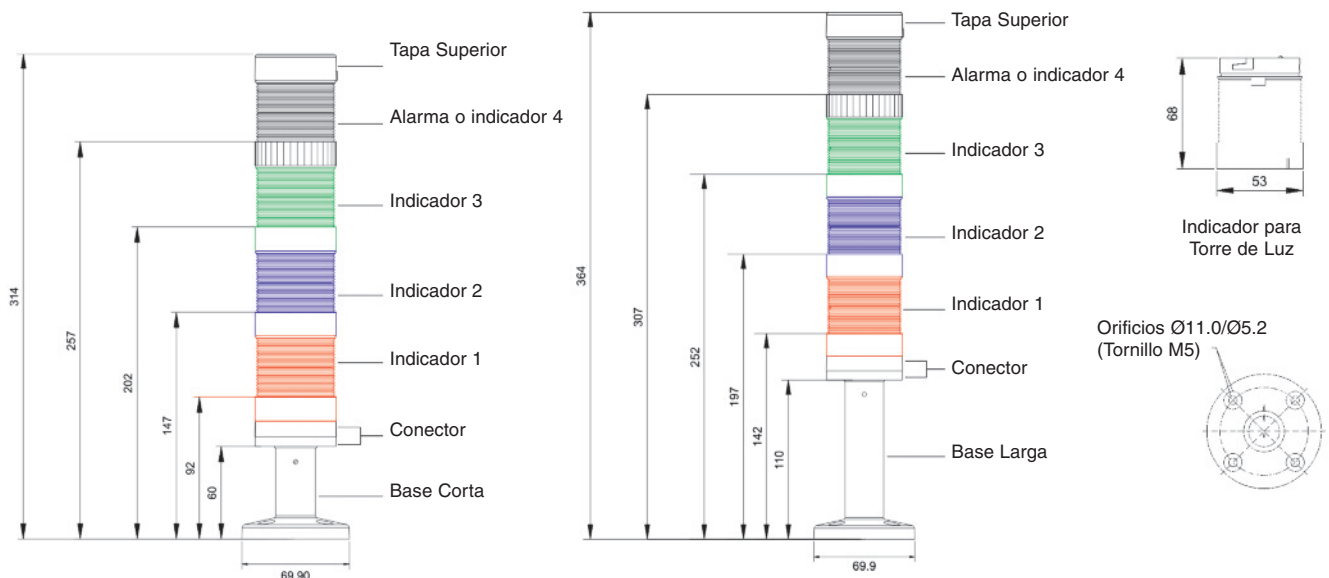 Tapa Superior
Alarma o indicador 4
Indicador 3
Indicador 2
Indicador 1
Conector
Base Corta
314
257
202
147
92
60
69.90
Tapa Superior
Alarma o indicador 4
Indicador 3
Indicador 2
Indicador 1
Conector
Base Larga
364
307
252
197
142
110
69.9
68
53
Indicador para
Torre de Luz
Orificios Ø11.0/Ø5.2
(Tornillo M5)